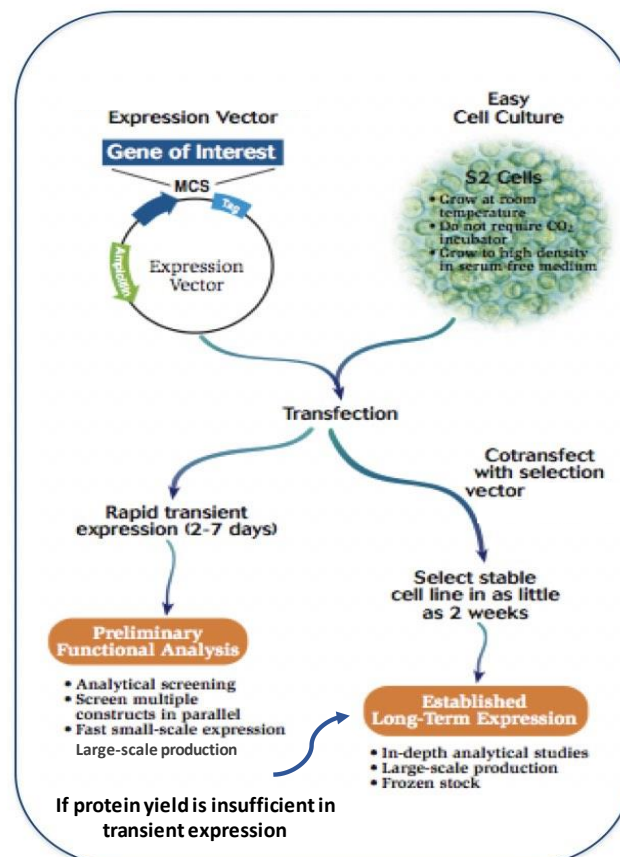 Expression Vector
Gene of Interest
MCS
Tag
Ampicillin
Expression
Vector
Easy
Cell Culture
S2 Cells
• Grow at room
temperature
• Do not require CO₂
incubator
• Grow to high density
in serum-free medium
Transfection
Rapid transient
expression (2-7 days)
Cotransfect
with selection
vector
Select stable
cell line in as little
as 2 weeks
Preliminary
Functional Analysis
• Analytical screening
• Screen multiple
constructs in parallel
• Fast small-scale expression
Large-scale production
Established
Long-Term Expression
• In-depth analytical studies
• Large-scale production
• Frozen stock
If protein yield is insufficient in
transient expression